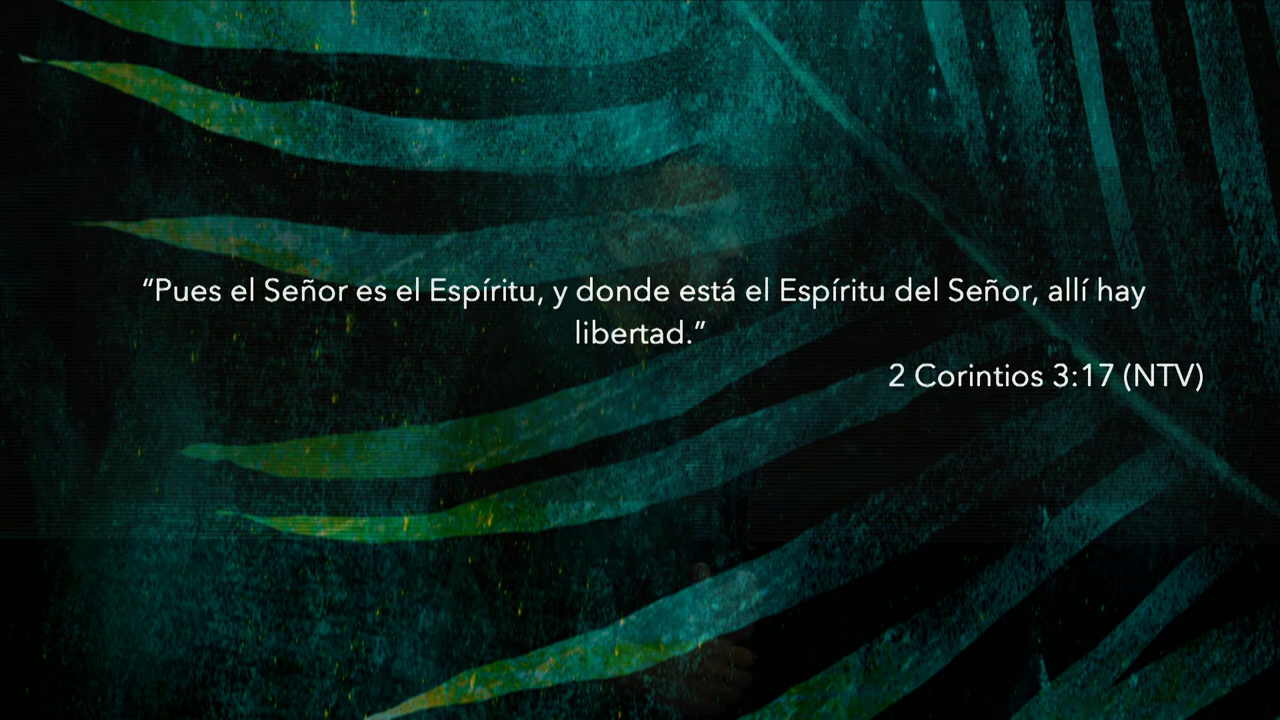 “Pues el Señor es el Espíritu, y donde está el Espíritu del Señor, allí hay
libertad.”
2 Corintios 3:17 (NTV)